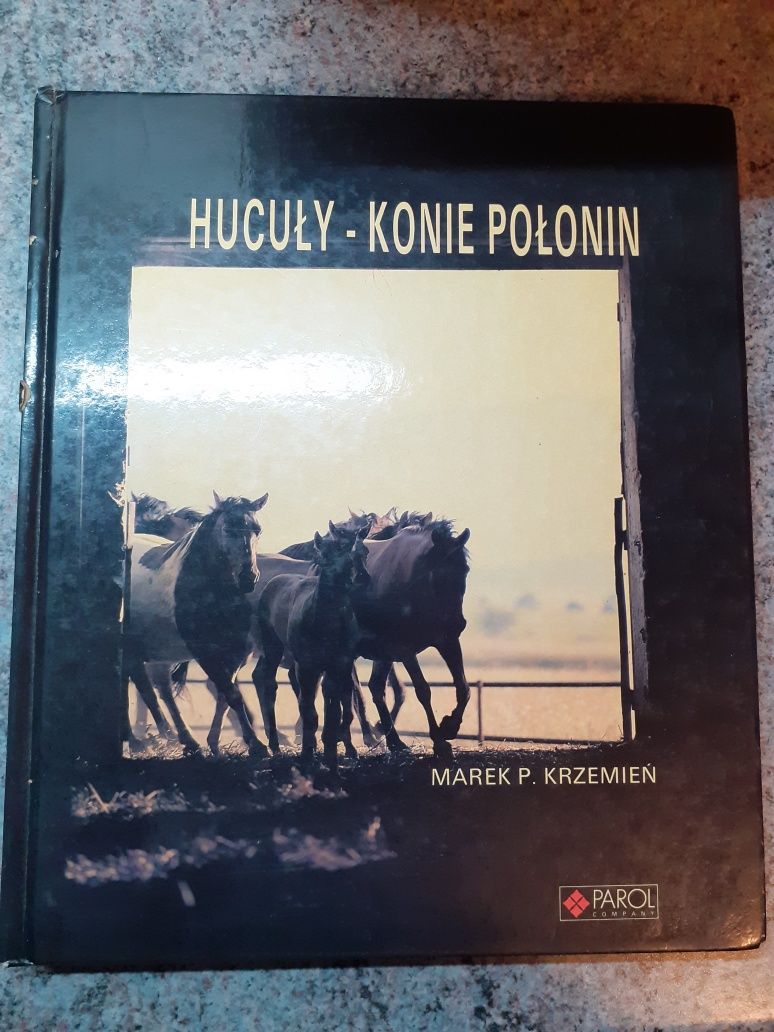 HUCUŁY - KONIE POŁONIN
MAREK P. KRZEMIEŃ
PAROL
COMPANY